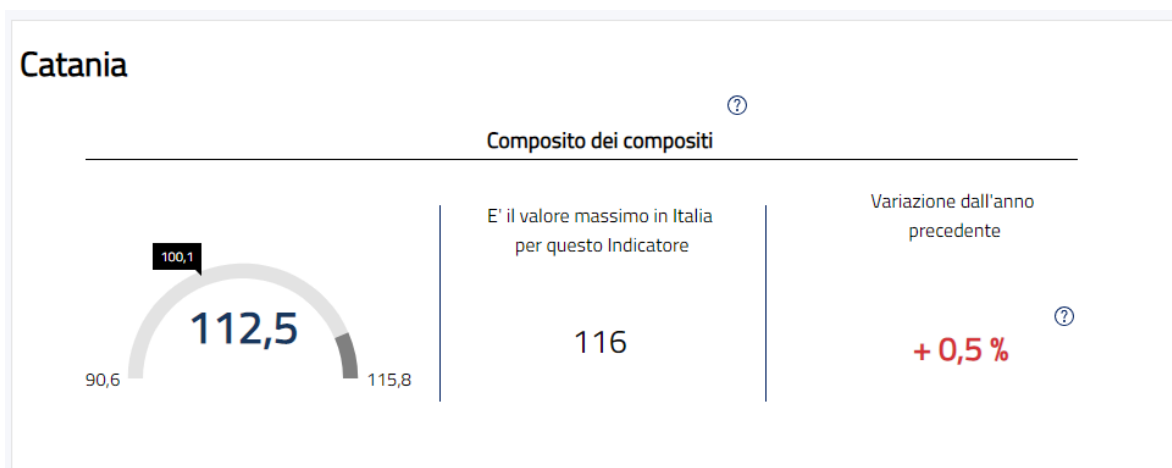 Catania
Composito dei compositi
100,1
112,5
90,6
115,8
E' il valore massimo in Italia
per questo Indicatore
116
Variazione dall'anno
precedente
+ 0,5 %